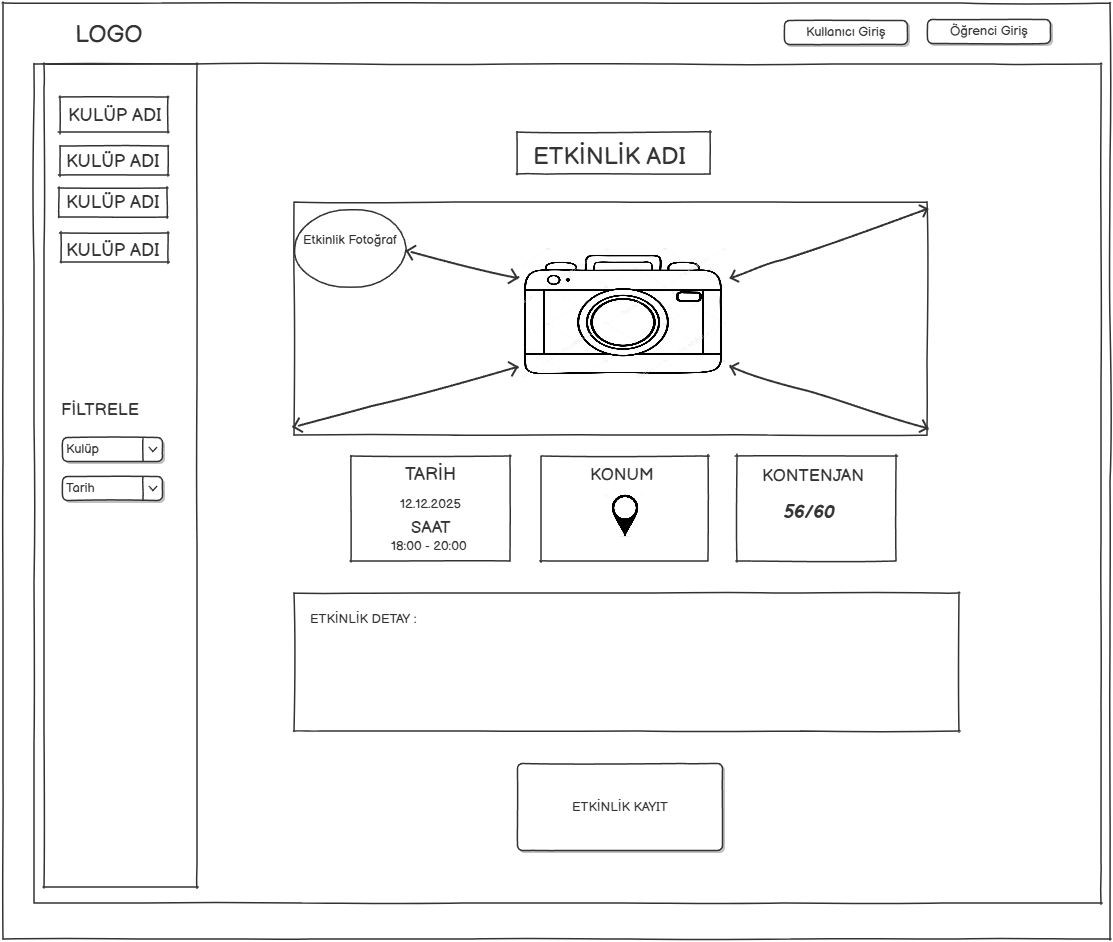 LOGO
Kullanıcı Giriş
Öğrenci Giriş
KULÜP ADI
KULÜP ADI
KULÜP ADI
KULÜP ADI
FİLTRELE
Kulüp
Tarih
ETKİNLİK ADI
Etkinlik Fotoğraf
TARİH
12.12.2025
SAAT
18:00 - 20:00
KONUM
KONTENJAN
56/60
ETKİNLİK DETAY :
ETKİNLİK KAYIT